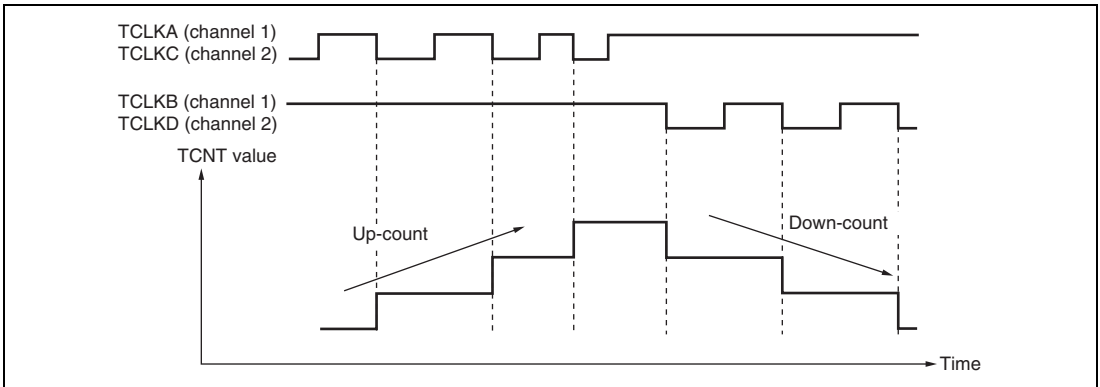 TCLKA (channel 1)
TCLKC (channel 2)
TCLKB (channel 1)
TCLKD (channel 2)
TCNT value
Up-count
Down-count
Time